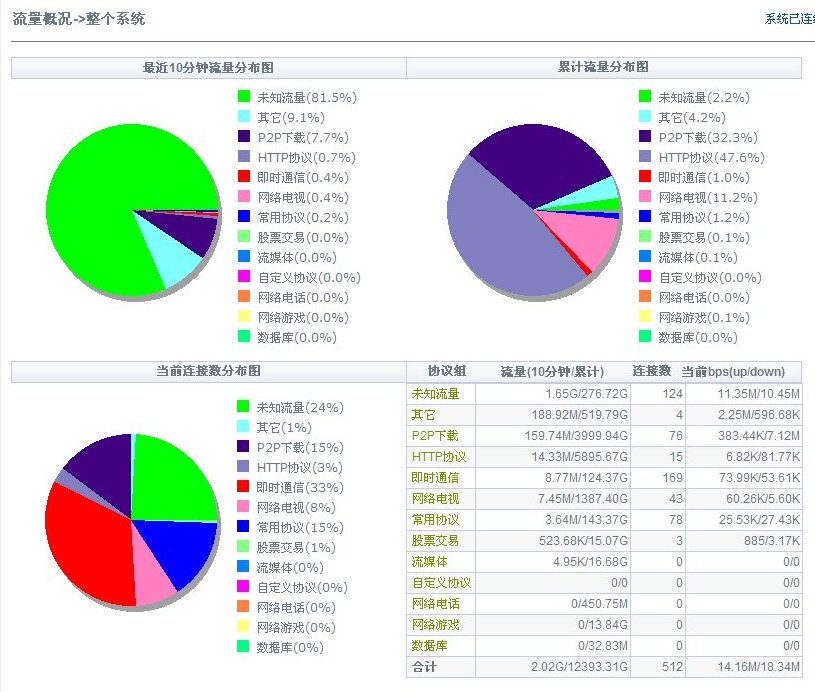 流量概况->整个系统
系统已连
最近10分钟流量分布图
未知流量(81.5%)
其它(9.1%)
P2P下载(7.7%)
HTTP协议(0.7%)
即时通信(0.4%)
网络电视(0.4%)
常用协议(0.2%)
股票交易(0.0%)
流媒体(0.0%)
自定义协议(0.0%)
网络电话(0.0%)
网络游戏(0.0%)
数据库(0.0%)
累计流量分布图
未知流量(2.2%)
其它(4.2%)
P2P下载(32.3%)
HTTP协议(47.6%)
即时通信(1.0%)
网络电视(11.2%)
常用协议(1.2%)
股票交易(0.1%)
流媒体(0.1%)
自定义协议(0.0%)
网络电话(0.0%)
网络游戏(0.1%)
数据库(0.0%)
当前连接数分布图
未知流量(24%)
其它(1%)
P2P下载(15%)
HTTP协议(3%)
即时通信(33%)
网络电视(8%)
常用协议(15%)
股票交易(1%)
流媒体(0%)
自定义协议(0%)
网络电话(0%)
网络游戏(0%)
数据库(0%)
协议组 流量(10分钟/累计) 连接数 当前bps(up/down)
未知流量 1.65G/276.72G 124 11.35M/10.45M
其它 188.92M/519.79G 4 2.25M/596.68K
P2P下载 159.74M/3999.94G 76 383.44K/7.12M
HTTP协议 14.33M/5895.67G 15 6.82K/81.77K
即时通信 8.77M/124.37G 169 73.99K/53.61K
网络电视 7.45M/1387.40G 43 60.26K/5.60K
常用协议 3.64M/143.37G 78 25.53K/27.43K
股票交易 523.68K/15.07G 3 885/3.17K
流媒体 4.95K/16.68G 0 0/0
自定义协议 0/0 0 0/0
网络电话 0/450.75M 0 0/0
网络游戏 0/13.84G 0 0/0
数据库 0/32.83M 0 0/0
合计 2.02G/12393.31G 512 14.16M/18.34M